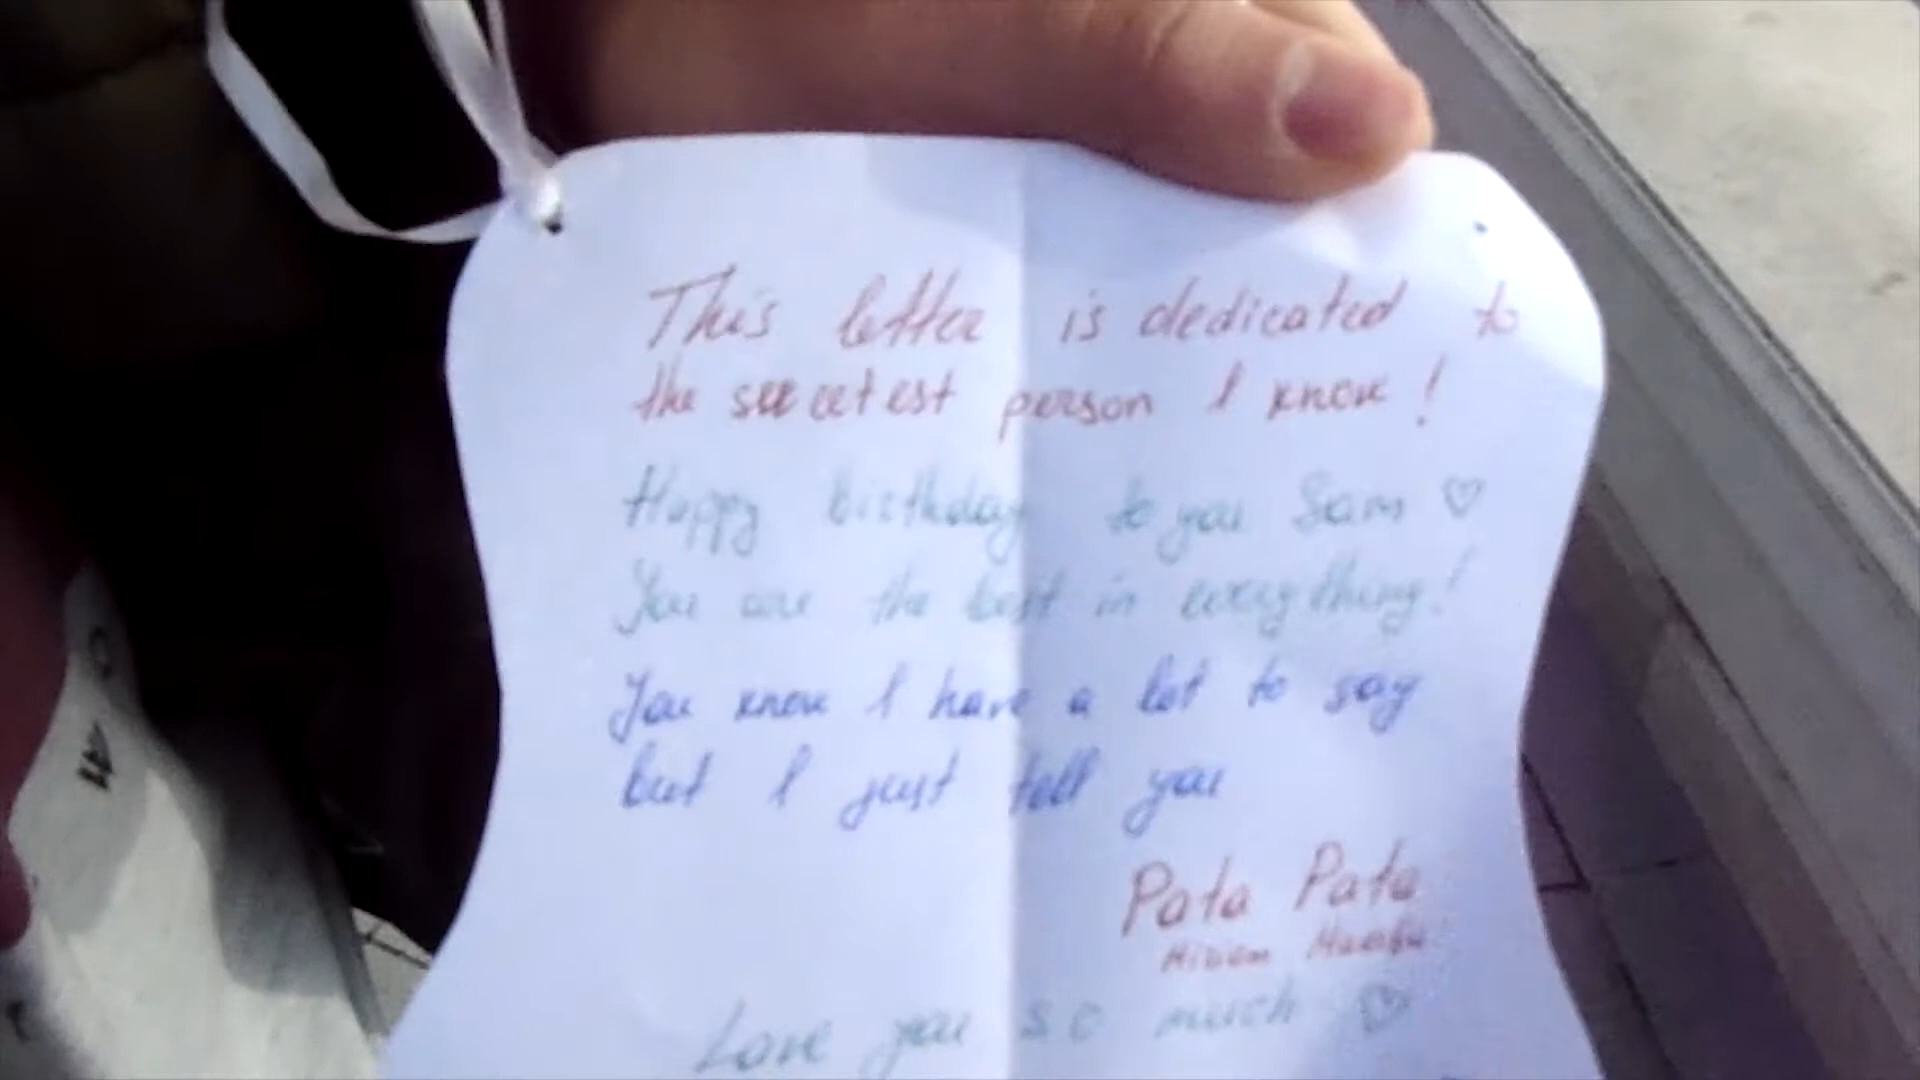 This letter is dedicated to
the sweetest person I know!
Happy birthday to you Sam ♡
You are the best in everything!
You know I have a lot to say
but I just tell you
Pata Pata
Love you so much ♡